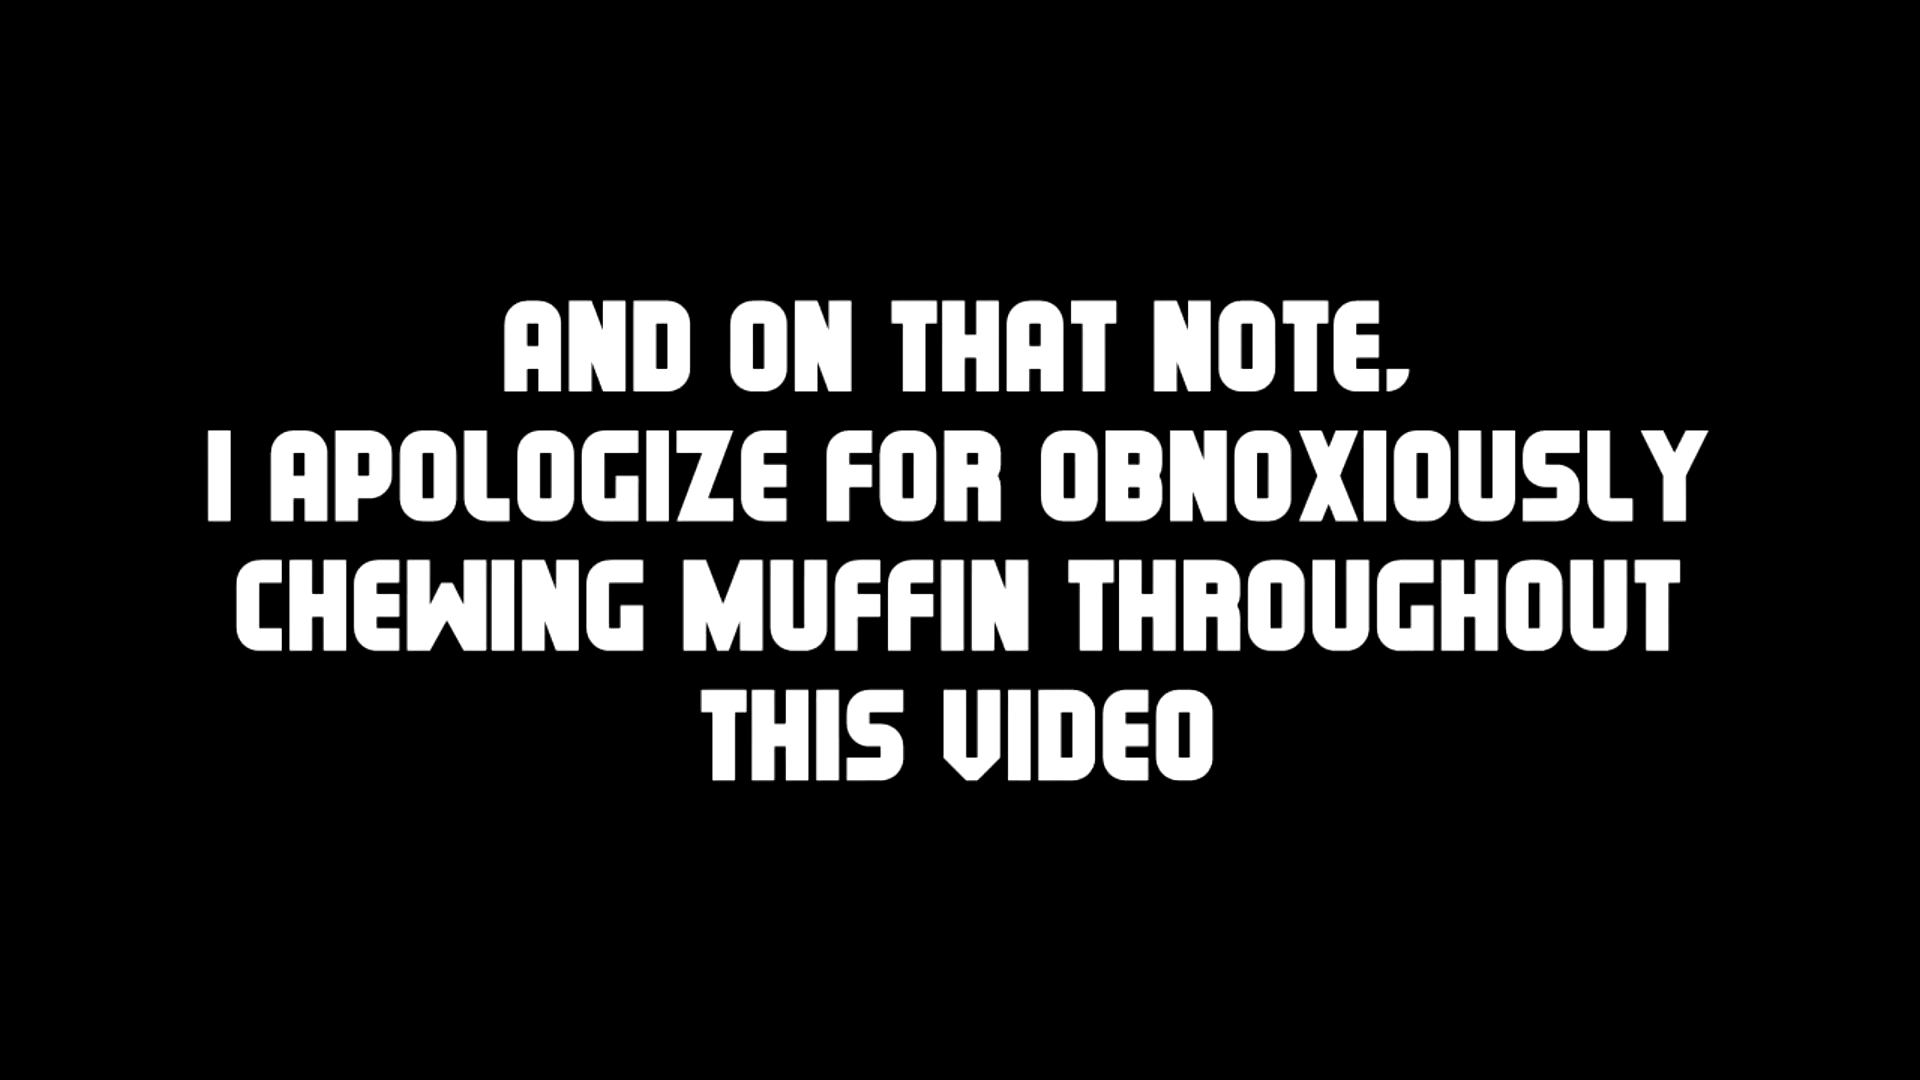 AND ON THAT NOTE,
I APOLOGIZE FOR OBNOXIOUSLY
CHEWING MUFFIN THROUGHOUT
THIS VIDEO